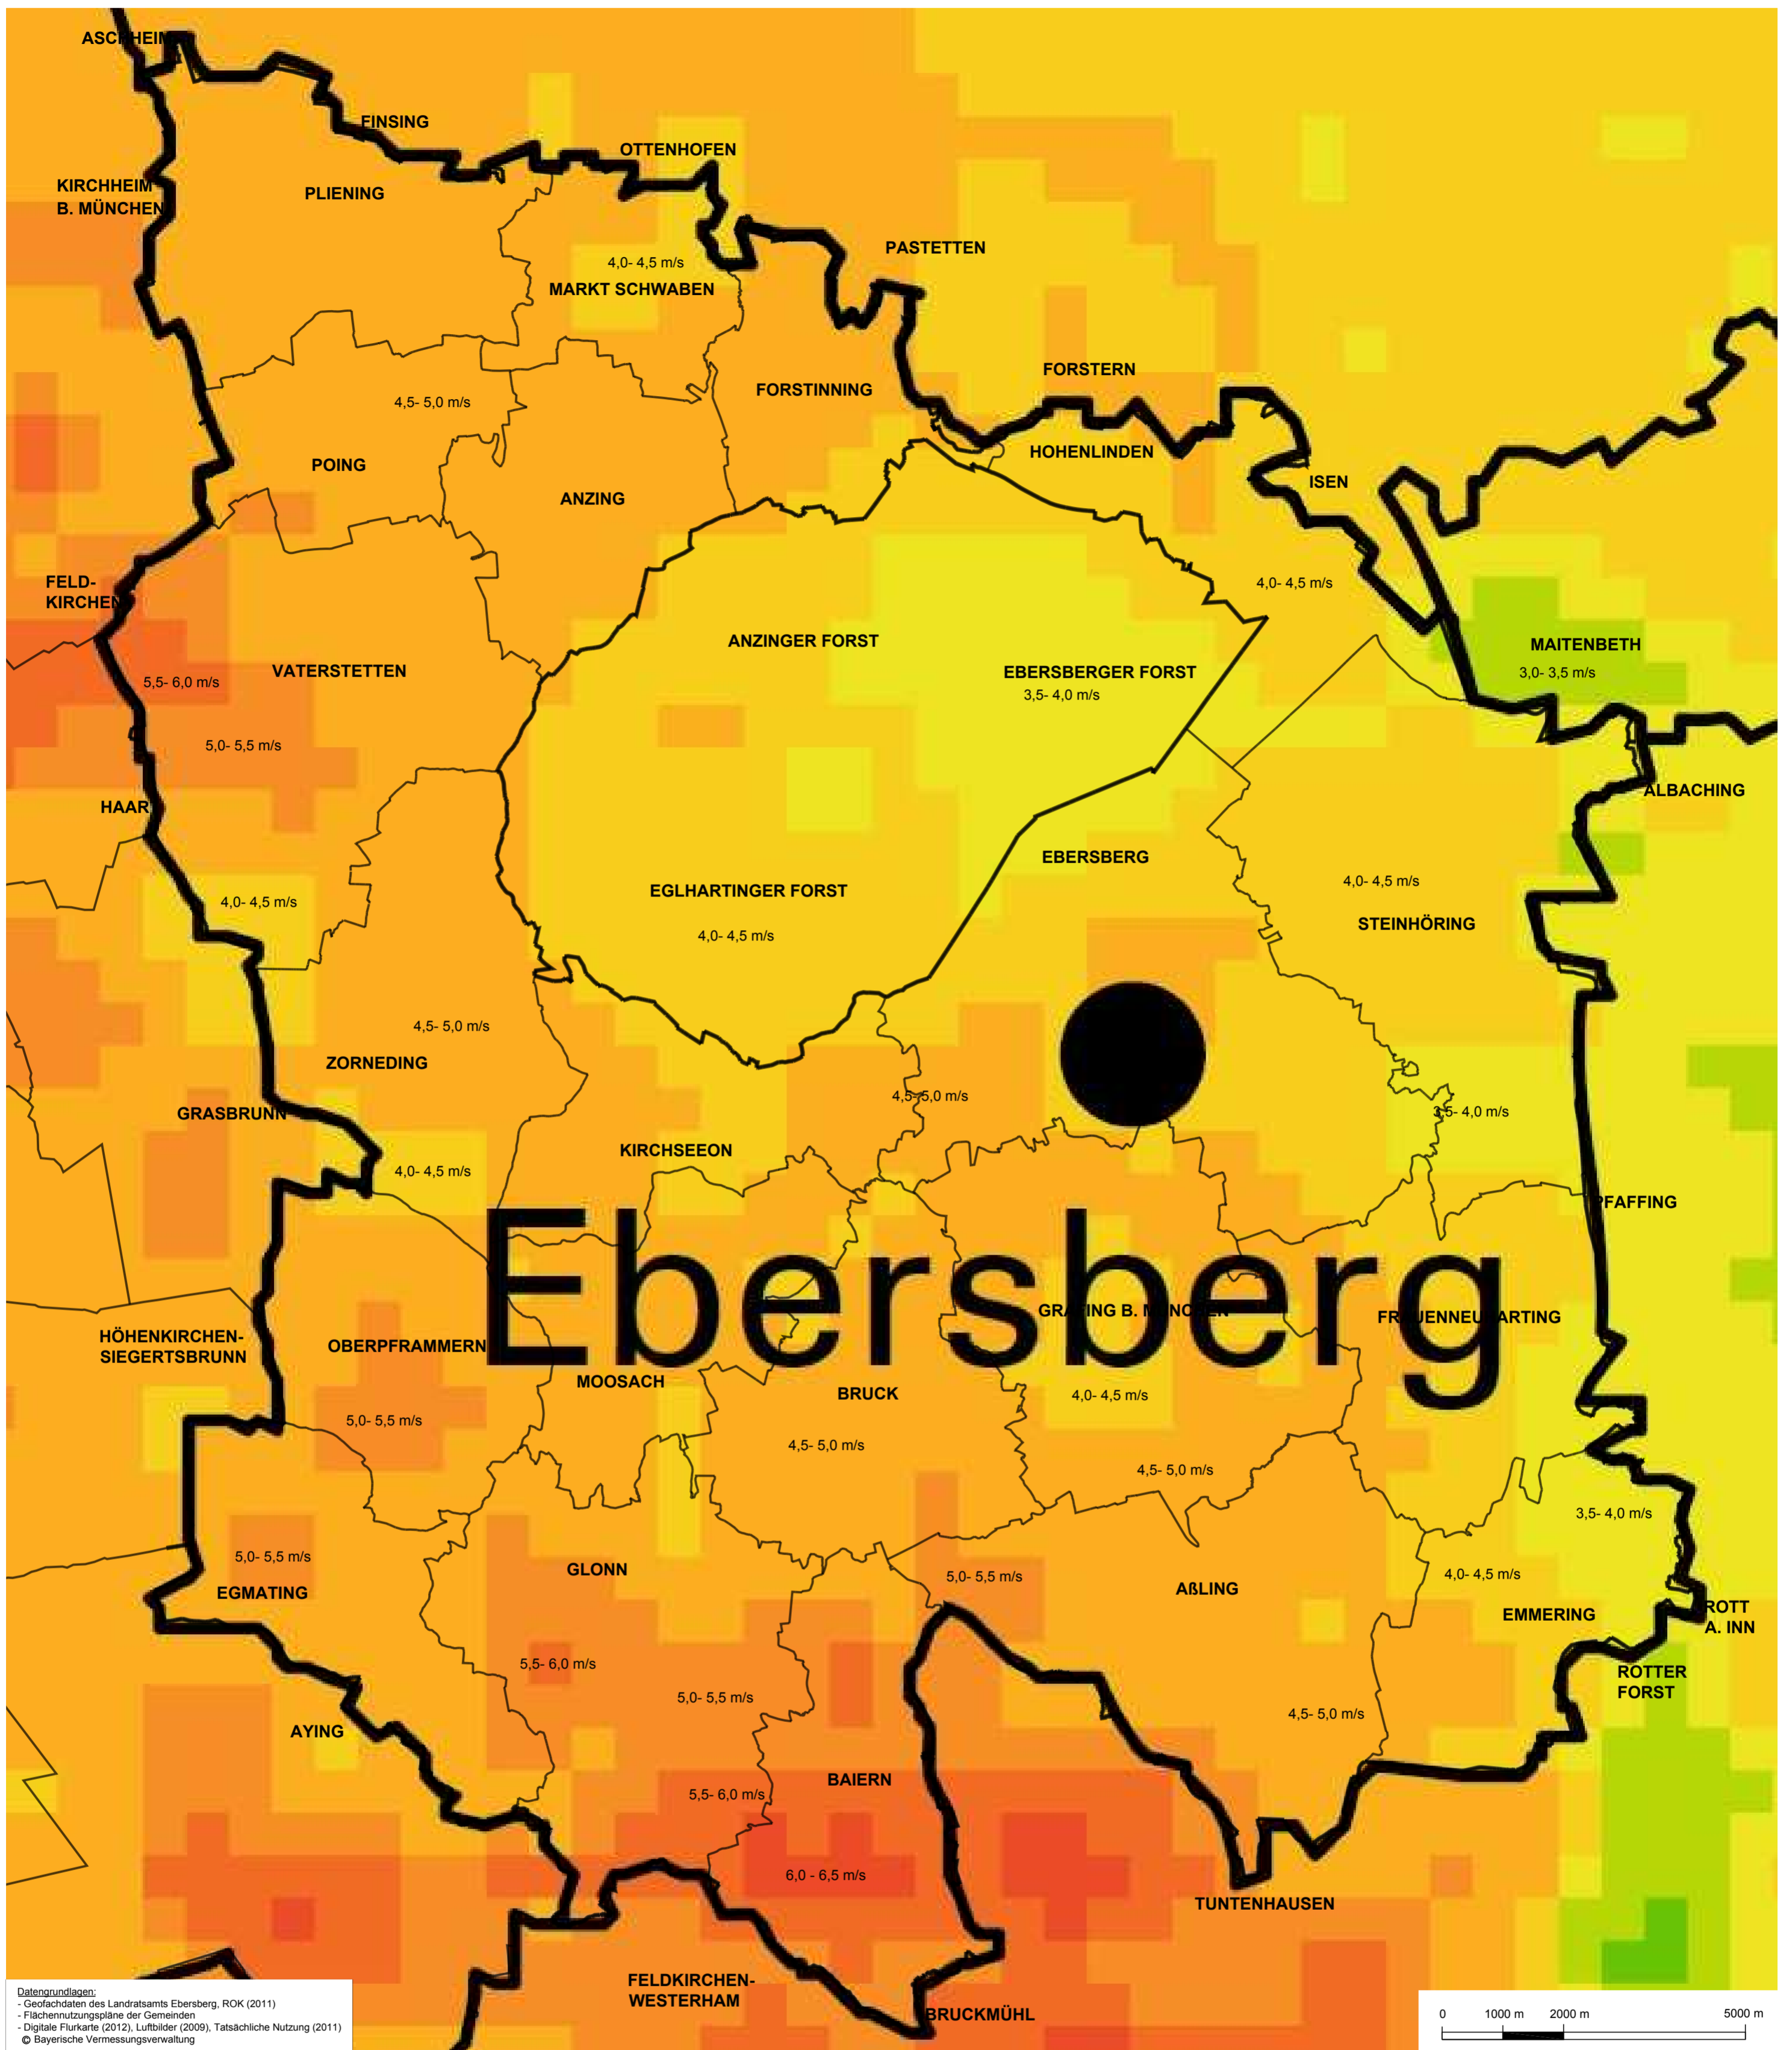 ASCHHEIM
FINSING
OTTENHOFEN
KIRCHHEIM
B. MÜNCHEN
PLIENING
PASTETTEN
4,0- 4,5 m/s
MARKT SCHWABEN
FORSTERN
FORSTINNING
4,5- 5,0 m/s
HOHENLINDEN
POING
ISEN
ANZING
FELD-
KIRCHEN
4,0- 4,5 m/s
ANZINGER FORST
MAITENBETH
3,0- 3,5 m/s
VATERSTETTEN
EBERSBERGER FORST
3,5- 4,0 m/s
5,5- 6,0 m/s
5,0- 5,5 m/s
HAAR
ALBACHING
EBERSBERG
4,0- 4,5 m/s
STEINHÖRING
EGLHARTINGER FORST
4,0- 4,5 m/s
4,0- 4,5 m/s
4,5- 5,0 m/s
ZORNEDING
4,5- 5,0 m/s
GRASBRUNN
3,5- 4,0 m/s
KIRCHSEEON
4,0- 4,5 m/s
PFAFFING
Ebersberg
GRAFING B. MÜNCHEN
FRAUENNEUHARTING
HÖHENKIRCHEN-
SIEGERTSBRUNN
OBERPFRAMMERN
MOOSACH
BRUCK
4,0- 4,5 m/s
5,0- 5,5 m/s
4,5- 5,0 m/s
4,5- 5,0 m/s
3,5- 4,0 m/s
5,0- 5,5 m/s
EGMATING
GLONN
5,0- 5,5 m/s
AßLING
4,0- 4,5 m/s
EMMERING
ROTT
A. INN
5,5- 6,0 m/s
ROTTER
FORST
5,0- 5,5 m/s
4,5- 5,0 m/s
AYING
BAIERN
5,5- 6,0 m/s
6,0 - 6,5 m/s
TUNTENHAUSEN
FELDKIRCHEN-
WESTERHAM
BRUCKMÜHL
Datengrundlagen:
- Geofachdaten des Landratsamts Ebersberg, ROK (2011)
- Flächennutzungspläne der Gemeinden
- Digitale Flurkarte (2012), Luftbilder (2009), Tatsächliche Nutzung (2011)
© Bayerische Vermessungsverwaltung
0 1000 m 2000 m 5000 m